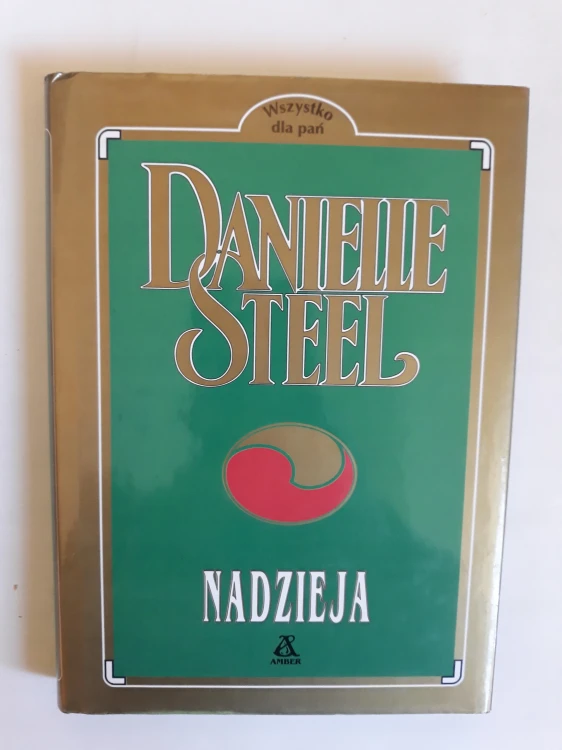 Wszystko
dla pań
DANIELLE
STEEL
NADZIEJA
AMBER